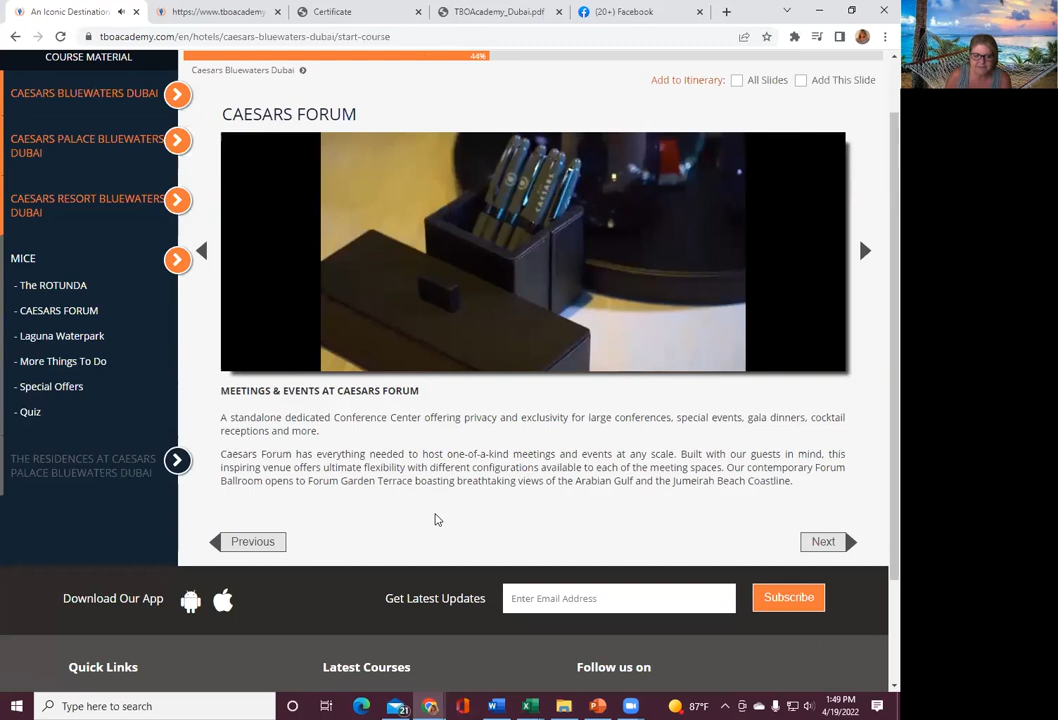 An Iconic Destination
https://www.tboacademy.
Certificate
TBOAcademy_Dubai.pdf
(20+) Facebook
tboacademy.com/en/hotels/caesars-bluewaters-dubai/start-course
COURSE MATERIAL
44%
Caesars Bluewaters Dubai
Add to Itinerary:
All Slides
Add This Slide
CAESARS BLUEWATERS DUBAI
CAESARS PALACE BLUEWATERS
DUBAI
CAESARS RESORT BLUEWATERS
DUBAI
MICE
- The ROTUNDA
- CAESARS FORUM
- Laguna Waterpark
- More Things To Do
- Special Offers
- Quiz
THE RESIDENCES AT CAESARS
PALACE BLUEWATERS DUBAI
CAESARS FORUM
CAESARS
MEETINGS & EVENTS AT CAESARS FORUM
A standalone dedicated Conference Center offering privacy and exclusivity for large conferences, special events, gala dinners, cocktail
receptions and more.
Caesars Forum has everything needed to host one-of-a-kind meetings and events at any scale. Built with our guests in mind, this
inspiring venue offers ultimate flexibility with different configurations available to each of the meeting spaces. Our contemporary Forum
Ballroom opens to Forum Garden Terrace boasting breathtaking views of the Arabian Gulf and the Jumeirah Beach Coastline.
Previous
Next
Download Our App
Get Latest Updates
Enter Email Address
Subscribe
Quick Links
Latest Courses
Follow us on
Type here to search
21
87°F
1:49 PM
4/19/2022